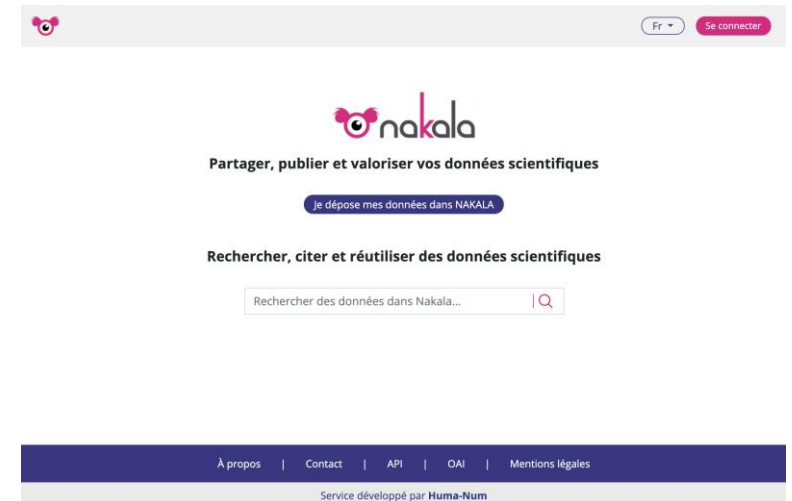 Fr
Se connecter
nakala
Partager, publier et valoriser vos données scientifiques
Je dépose mes données dans NAKALA
Rechercher, citer et réutiliser des données scientifiques
Rechercher des données dans Nakala...
À propos | Contact | API | OAI | Mentions légales
Service développé par Huma-Num